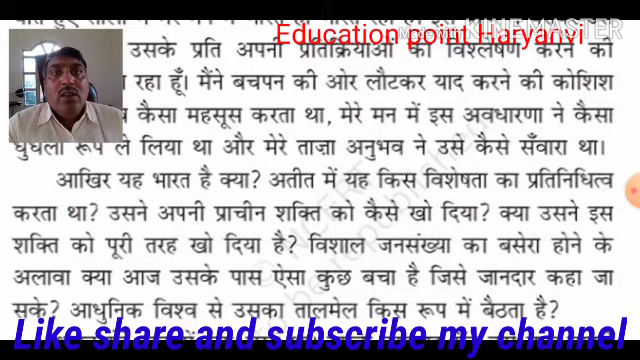 Education point Haryanvi
Made with KINEMASTER
उसके प्रति अपनी प्रतिक्रियाओं का विश्लेषण करने की
रहा हूँ। मैंने बचपन की ओर लौटकर याद करने की कोशिश
कैसा महसूस करता था, मेरे मन में इस अवधारणा ने कैसा
धुँधला रूप ले लिया था और मेरे ताज़ा अनुभव ने उसे कैसे सँवारा था।
आखिर यह भारत है क्या? अतीत में यह किस विशेषता का प्रतिनिधित्व
करता था? उसने अपनी प्राचीन शक्ति को कैसे खो दिया? क्या उसने इस
शक्ति को पूरी तरह खो दिया है? विशाल जनसंख्या का बसेरा होने के
अलावा क्या आज उसके पास ऐसा कुछ बचा है जिसे जानदार कहा जा
सके? आधुनिक विश्व से उसका तालमेल किस रूप में बैठता है?
Like share and subscribe my channel